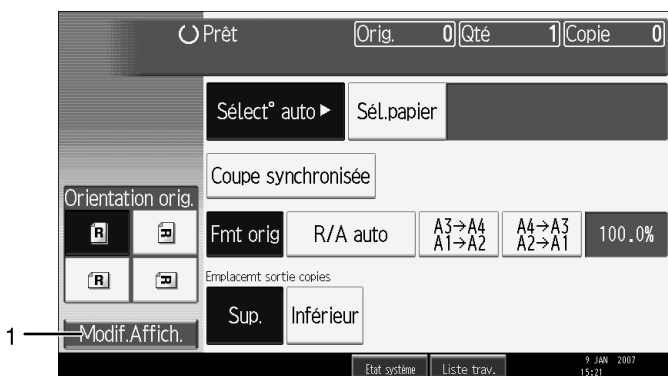 Prêt Orig. 0 Qté 1 Copie 0
Sélect° auto ► Sél.papier
Coupe synchronisée
Orientation orig.
R R
Fmt orig R/A auto A3→A4 A1→A2 A4→A3 A2→A1 100.0%
R R
Emplacemt sortie copies
Sup. Inférieur
1 Modif.Affich.
Etat système Liste trav. 9 JAN 2007 15:21